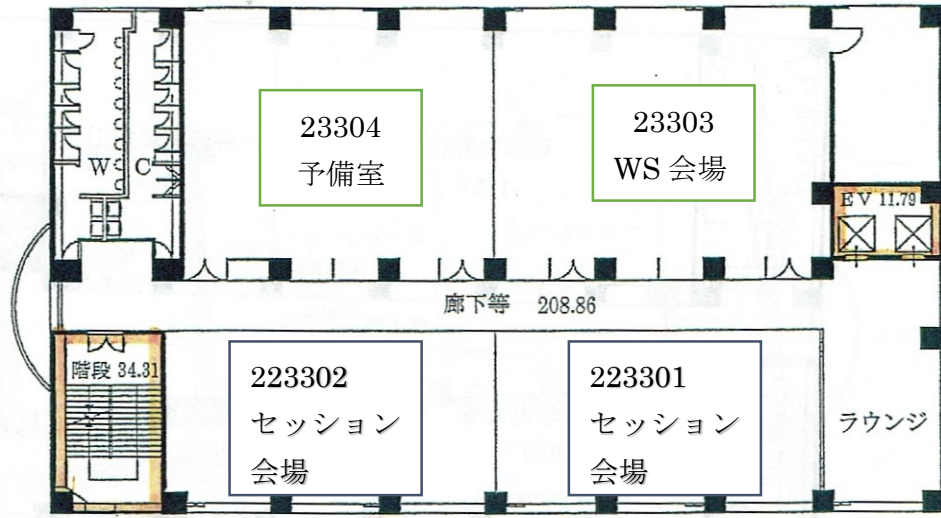 23304
予備室
23303
WS 会場
W C
EV 11.79
廊下等 208.86
階段 34.31
223302
セッション
会場
223301
セッション
会場
ラウンジ